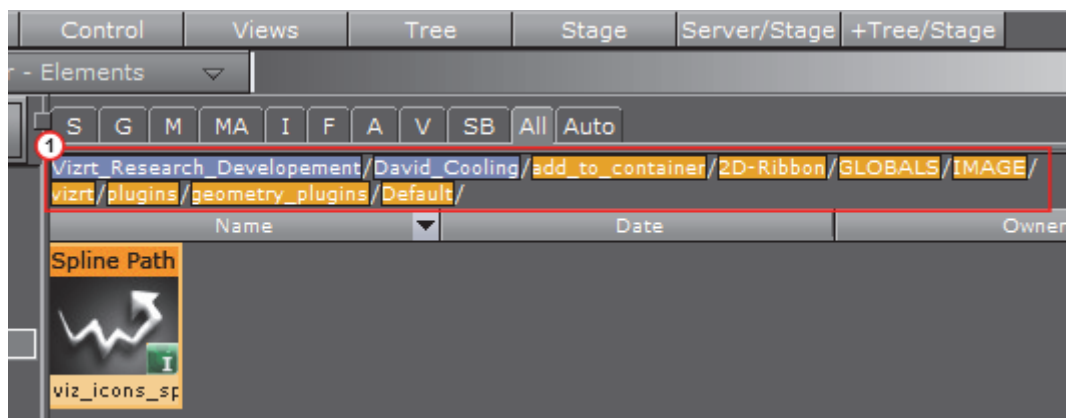 Control Views Tree Stage Server/Stage +Tree/Stage
r - Elements
S G M MA I F A V SB All Auto
1
Vizrt_Research_Developement/David_Cooling/add_to_container/2D-Ribbon/GLOBALS/IMAGE/
vizrt/plugins/geometry_plugins/Default/
Name Date Owner
Spline Path
I
viz_icons_sp